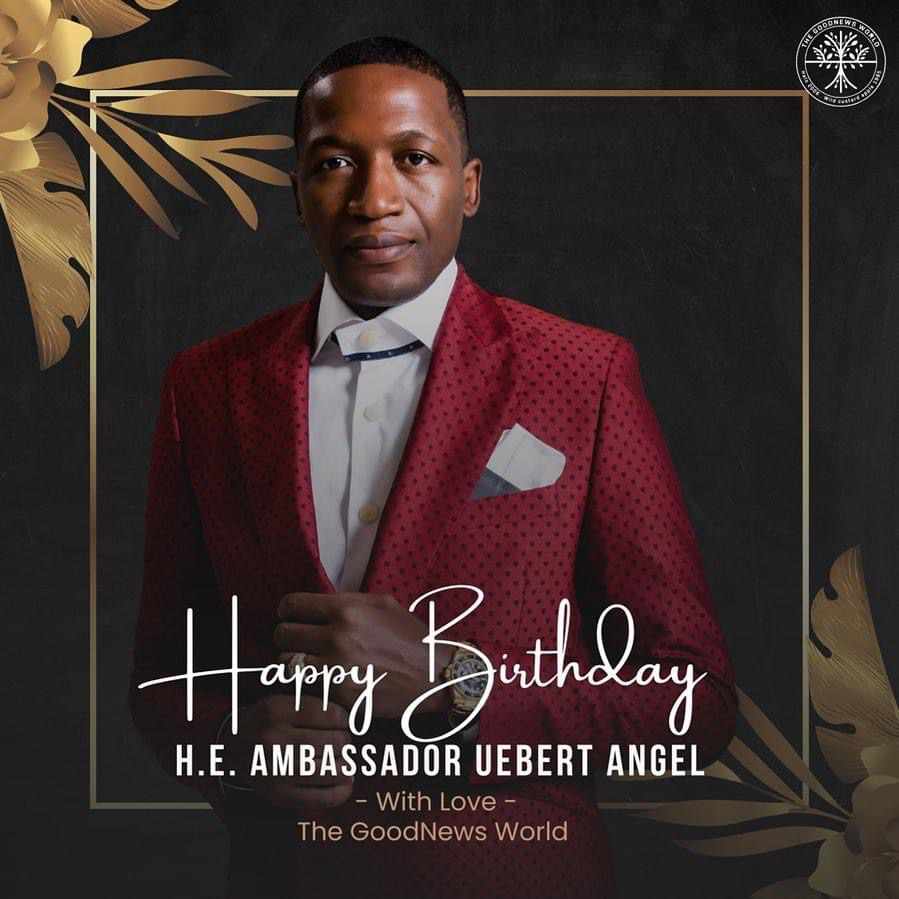 THE GOODNEWS WORLD
Happy Birthday
H.E. AMBASSADOR UEBERT ANGEL
- With Love -
The GoodNews World